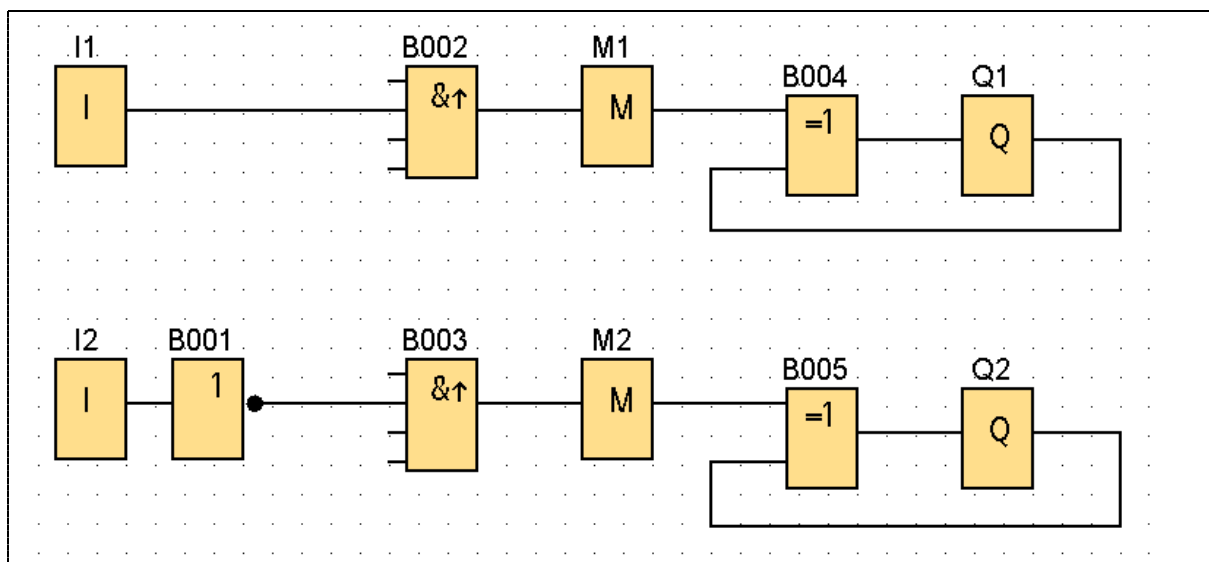 I1 B002 M1 B004 Q1
I &↑ M =1 Q
I2 B001 B003 M2 B005 Q2
I 1 &↑ M =1 Q